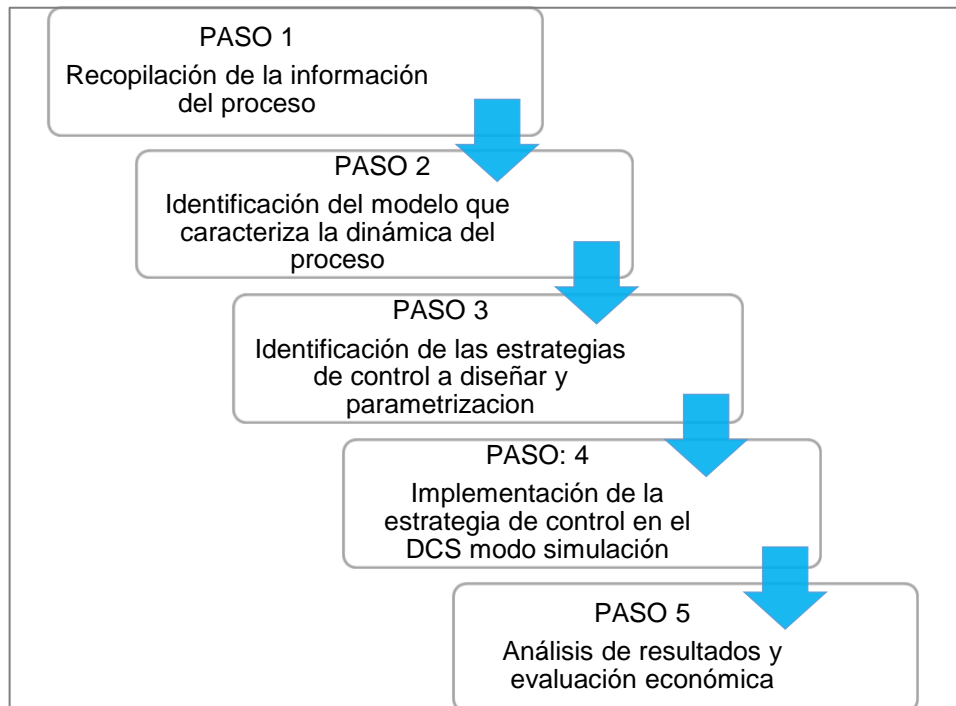 PASO 1
Recopilación de la información
del proceso
PASO 2
Identificación del modelo que
caracteriza la dinámica del
proceso
PASO 3
Identificación de las estrategias
de control a diseñar y
parametrizacion
PASO: 4
Implementación de la
estrategia de control en el
DCS modo simulación
PASO 5
Análisis de resultados y
evaluación económica